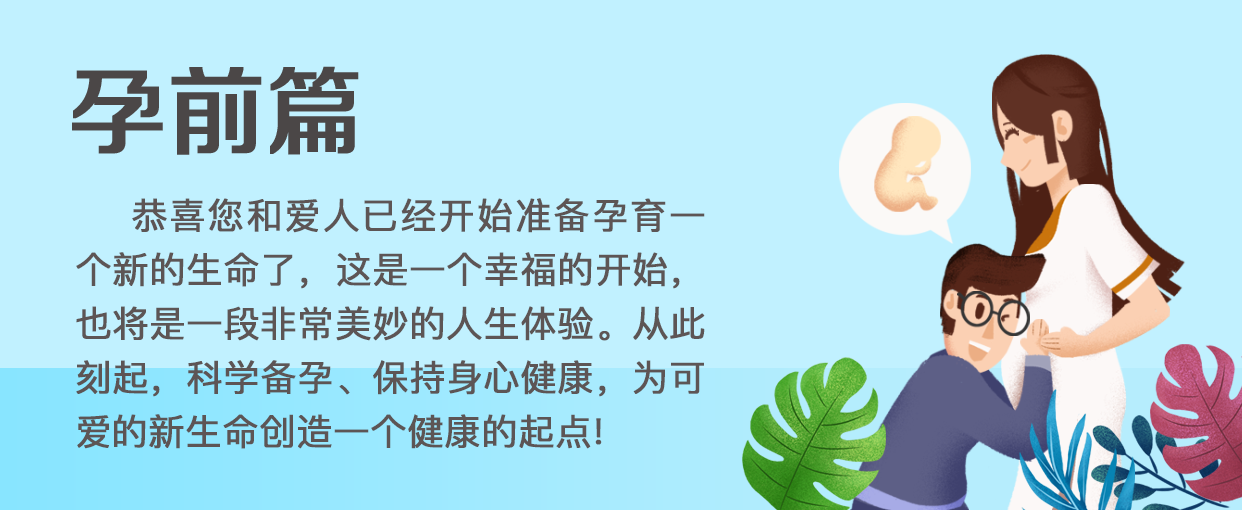 孕前篇
恭喜您和爱人已经开始准备孕育一
个新的生命了，这是一个幸福的开始，
也将是一段非常美妙的人生体验。从此
刻起，科学备孕、保持身心健康，为可
爱的新生命创造一个健康的起点!